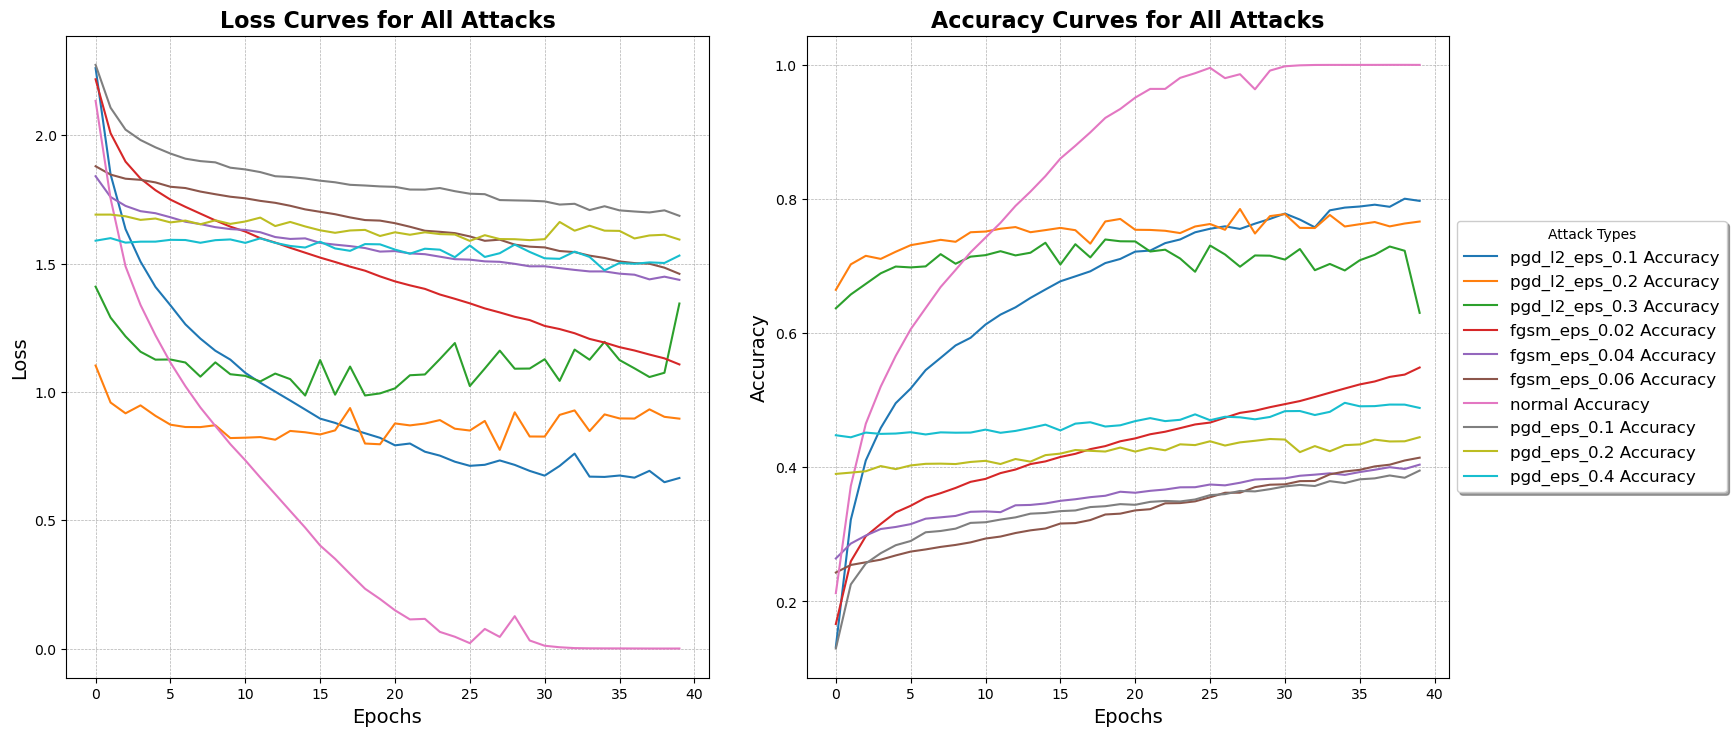 Loss Curves for All Attacks
Loss
2.0
1.5
1.0
0.5
0.0
0 5 10 15 20 25 30 35 40
Epochs
Accuracy Curves for All Attacks
Accuracy
1.0
0.8
0.6
0.4
0.2
0 5 10 15 20 25 30 35 40
Epochs
Attack Types
pgd_l2_eps_0.1 Accuracy
pgd_l2_eps_0.2 Accuracy
pgd_l2_eps_0.3 Accuracy
fgsm_eps_0.02 Accuracy
fgsm_eps_0.04 Accuracy
fgsm_eps_0.06 Accuracy
normal Accuracy
pgd_eps_0.1 Accuracy
pgd_eps_0.2 Accuracy
pgd_eps_0.4 Accuracy